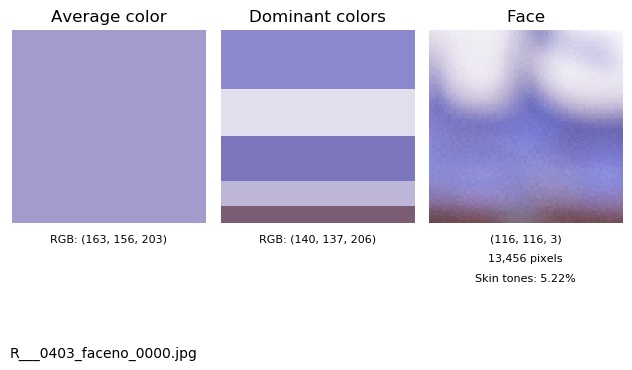 Average color
Dominant colors
Face
RGB: (163, 156, 203)
RGB: (140, 137, 206)
(116, 116, 3)
13,456 pixels
Skin tones: 5.22%
R___0403_faceno_0000.jpg